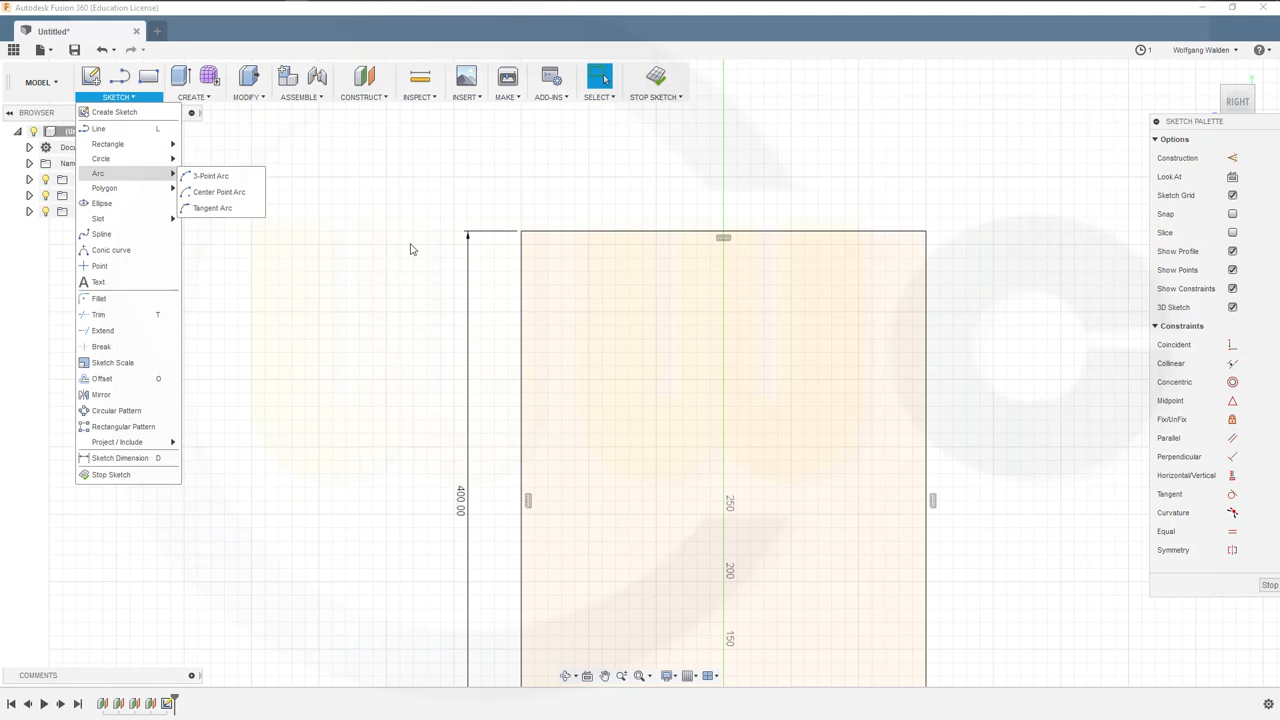 Autodesk Fusion 360 (Education License)
Untitled*
1 Wolfgang Walden
MODEL
SKETCH CREATE MODIFY ASSEMBLE CONSTRUCT INSPECT INSERT MAKE ADD-INS SELECT STOP SKETCH
BROWSER
(Un
Docu
Name
Create Sketch
Line L
Rectangle
Circle
Arc
Polygon
Ellipse
Slot
Spline
Conic curve
Point
Text
Fillet
Trim T
Extend
Break
Sketch Scale
Offset O
Mirror
Circular Pattern
Rectangular Pattern
Project / Include
Sketch Dimension D
Stop Sketch
3-Point Arc
Center Point Arc
Tangent Arc
400.00
250
200
150
RIGHT
SKETCH PALETTE
Options
Construction
Look At
Sketch Grid
Snap
Slice
Show Profile
Show Points
Show Constraints
3D Sketch
Constraints
Coincident
Collinear
Concentric
Midpoint
Fix/UnFix
Parallel
Perpendicular
Horizontal/Vertical
Tangent
Curvature
Equal
Symmetry
Stop
COMMENTS